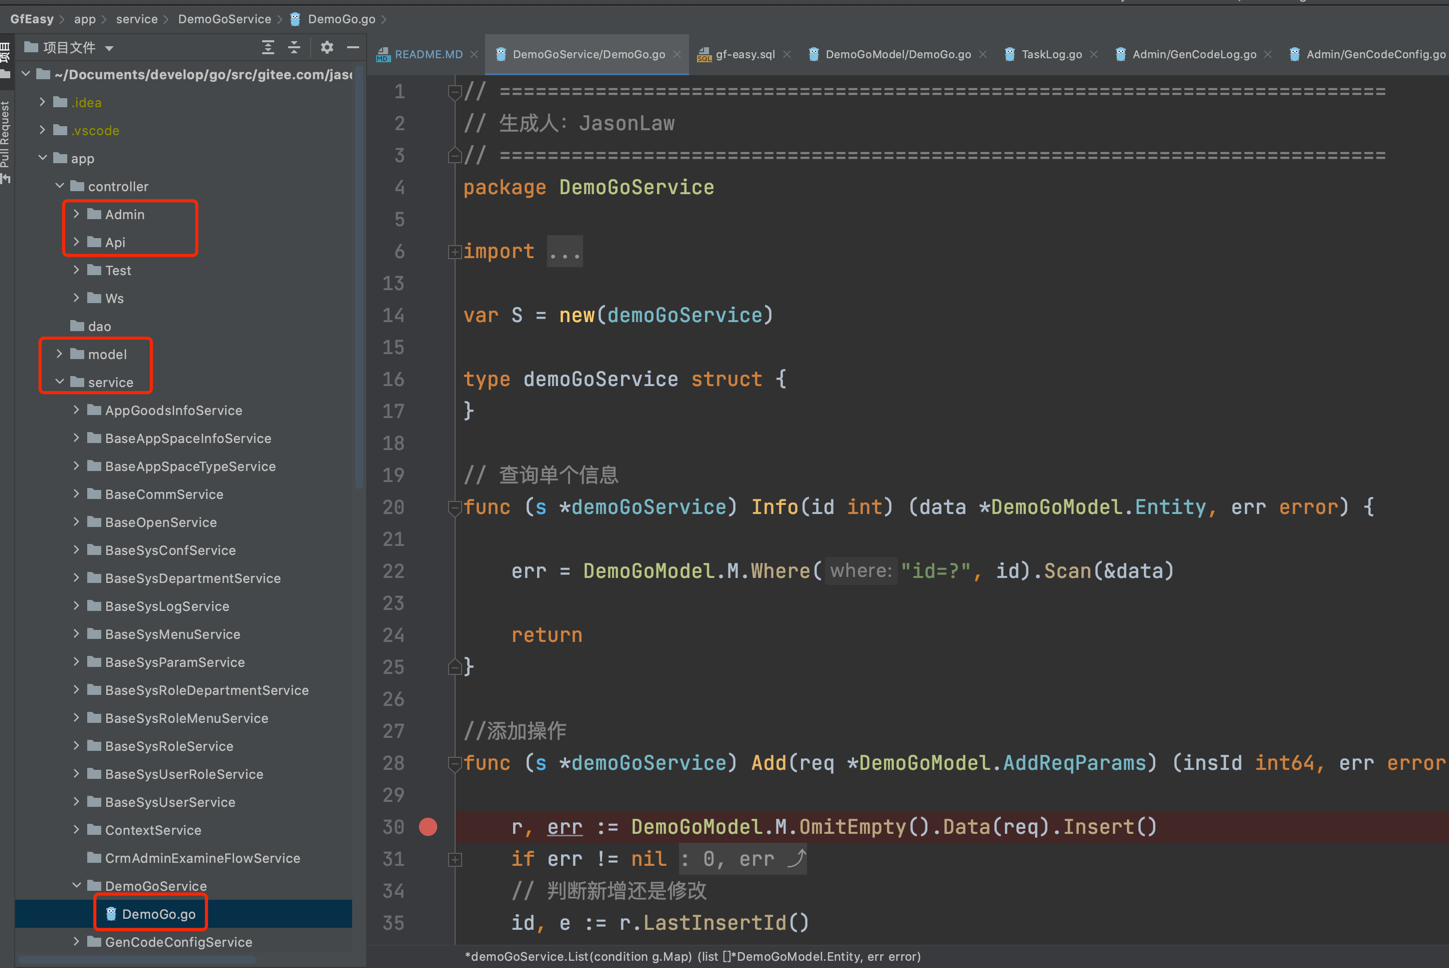 GfEasy > app > service > DemoGoService > DemoGo.go >
项目文件
README.MD
DemoGoService/DemoGo.go
gf-easy.sql
DemoGoModel/DemoGo.go
TaskLog.go
Admin/GenCodeLog.go
Admin/GenCodeConfig.go
项目
Pull Request
~/Documents/develop/go/src/gitee.com/jas
.idea
.vscode
app
controller
Admin
Api
Test
Ws
dao
model
service
AppGoodsInfoService
BaseAppSpaceInfoService
BaseAppSpaceTypeService
BaseCommService
BaseOpenService
BaseSysConfService
BaseSysDepartmentService
BaseSysLogService
BaseSysMenuService
BaseSysParamService
BaseSysRoleDepartmentService
BaseSysRoleMenuService
BaseSysRoleService
BaseSysUserRoleService
BaseSysUserService
ContextService
CrmAdminExamineFlowService
DemoGoService
DemoGo.go
GenCodeConfigService
1 // ==========================================================================
2 // 生成人：JasonLaw
3 // ==========================================================================
4 package DemoGoService
5
6 import ...
13
14 var S = new(demoGoService)
15
16 type demoGoService struct {
17 }
18
19 // 查询单个信息
20 func (s *demoGoService) Info(id int) (data *DemoGoModel.Entity, err error) {
21
22 err = DemoGoModel.M.Where( where: "id=?", id).Scan(&data)
23
24 return
25 }
26
27 //添加操作
28 func (s *demoGoService) Add(req *DemoGoModel.AddReqParams) (insId int64, err error
29
30 r, err := DemoGoModel.M.OmitEmpty().Data(req).Insert()
31 if err != nil : 0, err ⤴
34 // 判断新增还是修改
35 id, e := r.LastInsertId()
*demoGoService.List(condition g.Map) (list []*DemoGoModel.Entity, err error)